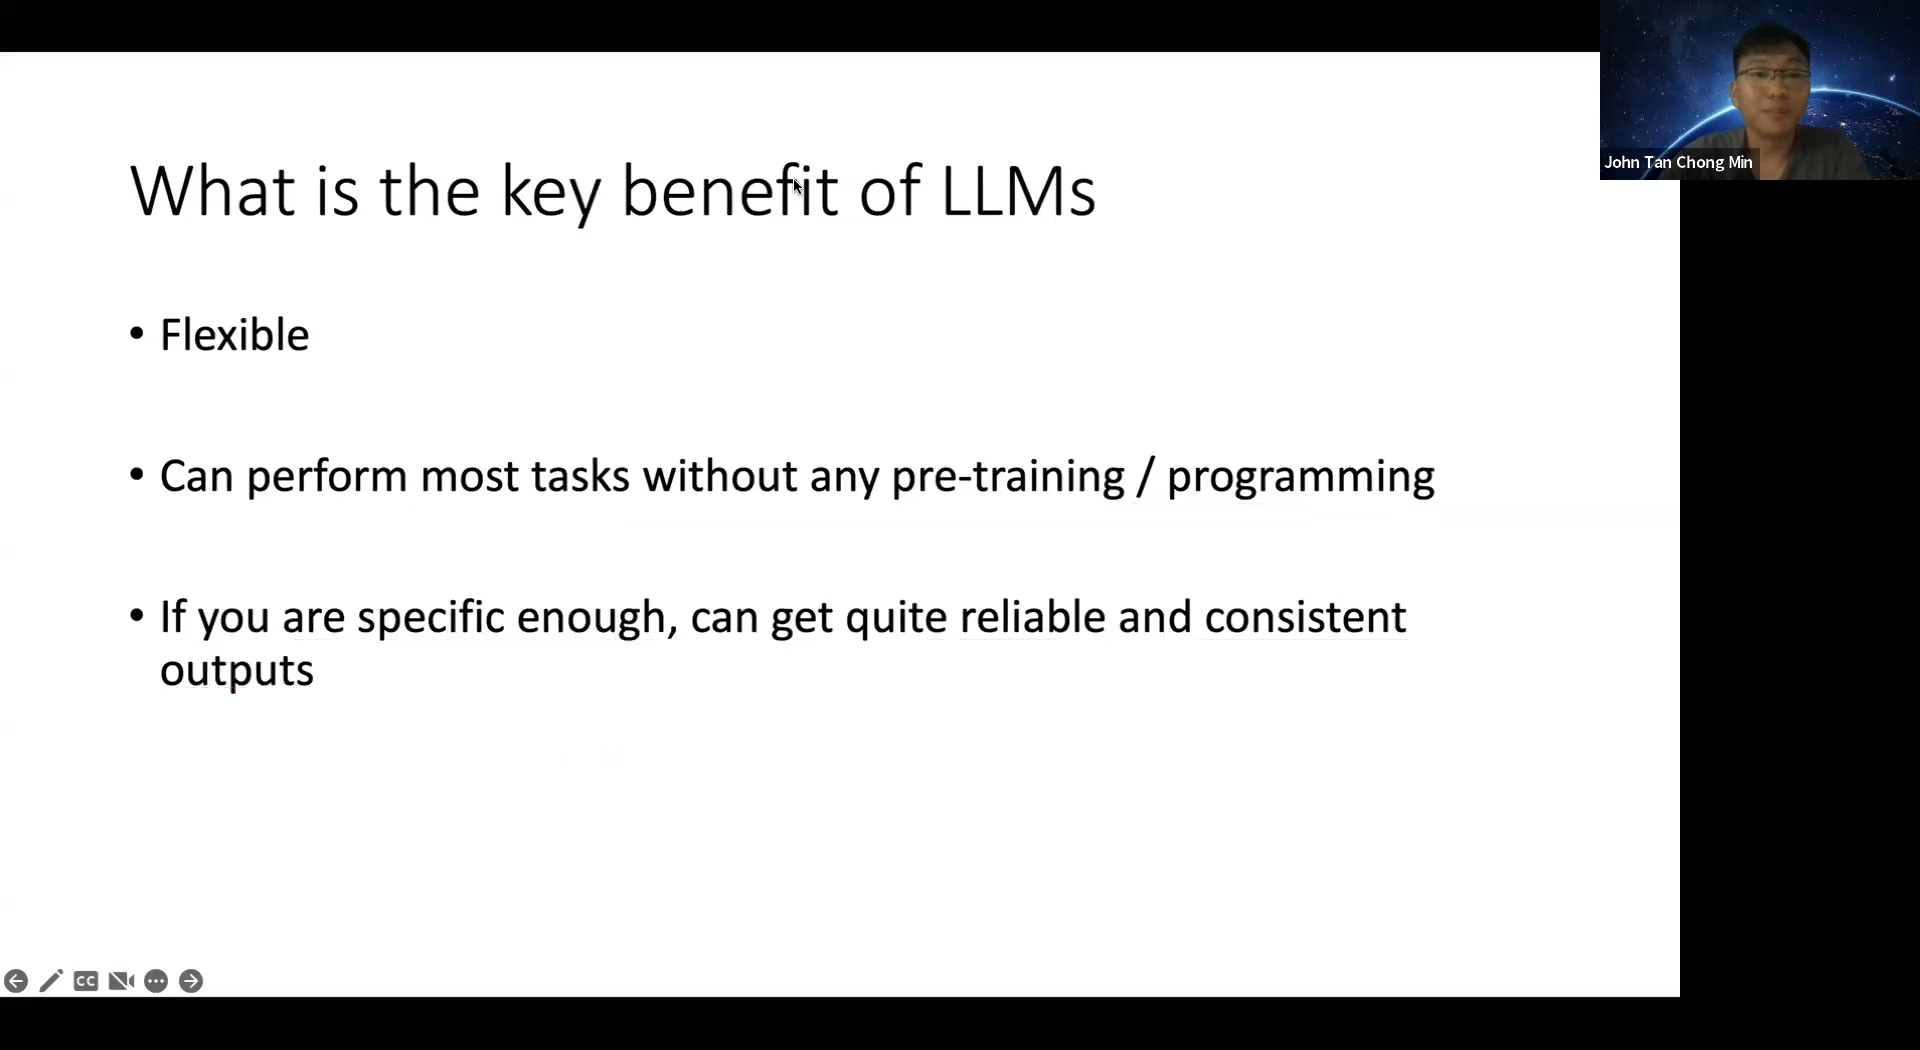 What is the key benefit of LLMs
• Flexible
• Can perform most tasks without any pre-training / programming
• If you are specific enough, can get quite reliable and consistent
outputs
John Tan Chong Min
CC